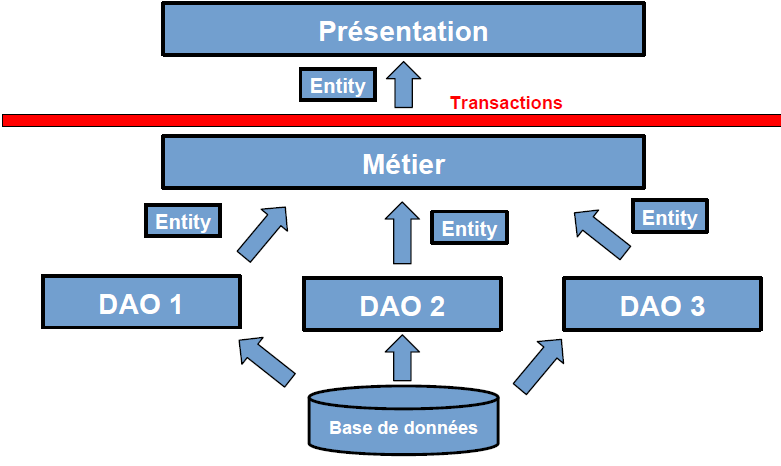 Présentation
Entity
Transactions
Métier
Entity
Entity
Entity
DAO 1
DAO 2
DAO 3
Base de données